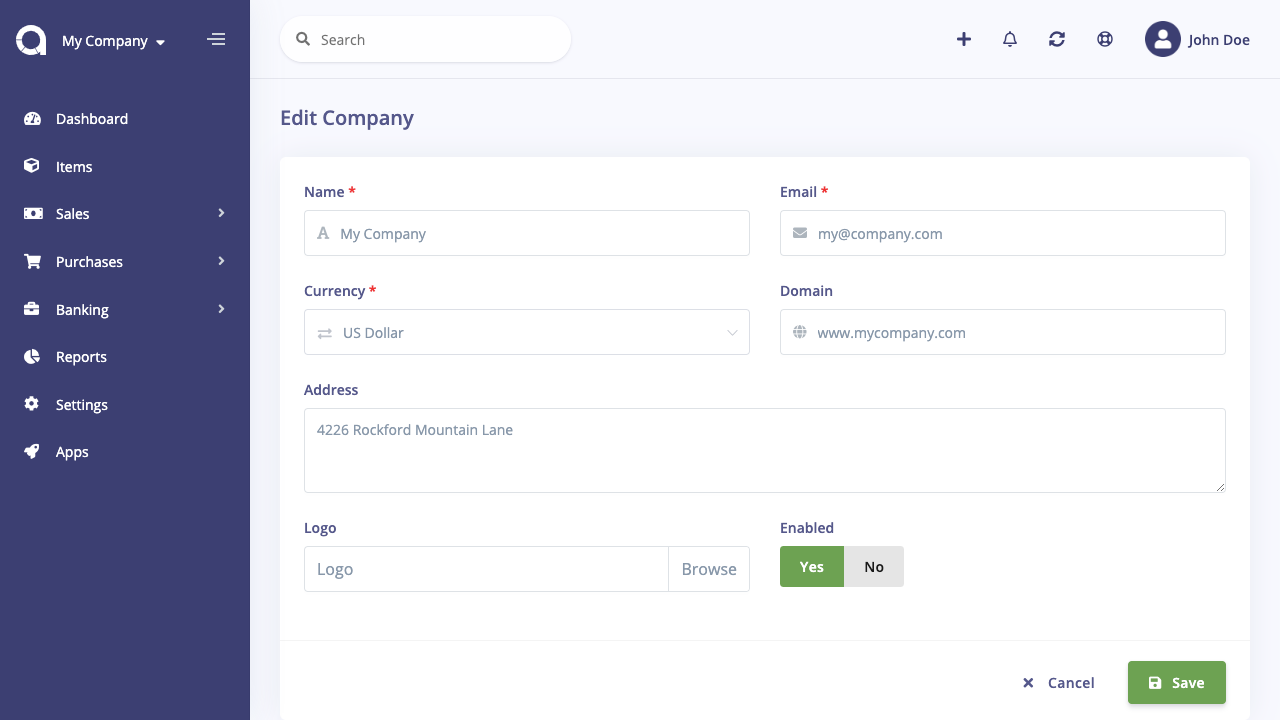 My Company
Search
John Doe
Dashboard
Items
Sales
Purchases
Banking
Reports
Settings
Apps
Edit Company
Name *
Email *
My Company
my@company.com
Currency *
Domain
US Dollar
www.mycompany.com
Address
4226 Rockford Mountain Lane
Logo
Enabled
Logo
Browse
Yes
No
Cancel
Save